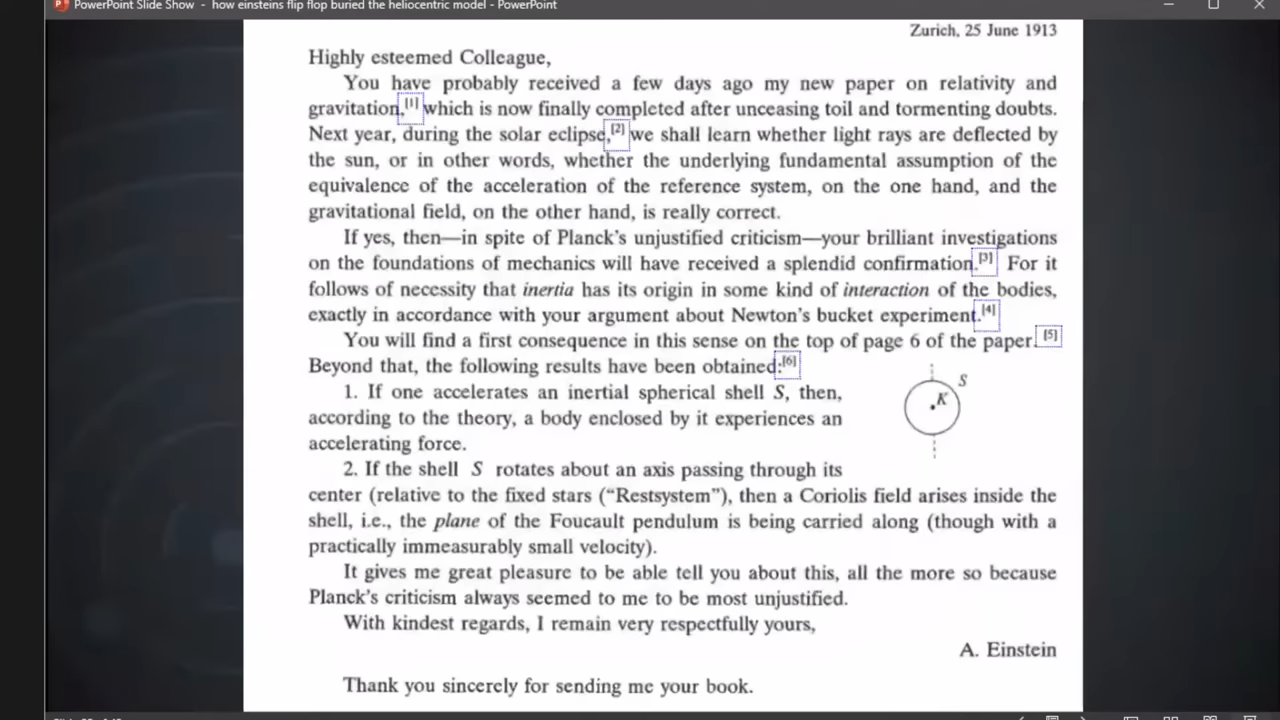 PowerPoint Slide Show - how einsteins flip flop buried the heliocentric model - PowerPoint
Zurich, 25 June 1913
Highly esteemed Colleague,
You have probably received a few days ago my new paper on relativity and
gravitation,[1] which is now finally completed after unceasing toil and tormenting doubts.
Next year, during the solar eclipse,[2] we shall learn whether light rays are deflected by
the sun, or in other words, whether the underlying fundamental assumption of the
equivalence of the acceleration of the reference system, on the one hand, and the
gravitational field, on the other hand, is really correct.
If yes, then—in spite of Planck's unjustified criticism—your brilliant investigations
on the foundations of mechanics will have received a splendid confirmation.[3] For it
follows of necessity that inertia has its origin in some kind of interaction of the bodies,
exactly in accordance with your argument about Newton's bucket experiment.[4]
You will find a first consequence in this sense on the top of page 6 of the paper.[5]
Beyond that, the following results have been obtained:[6]
1. If one accelerates an inertial spherical shell S, then,
according to the theory, a body enclosed by it experiences an
accelerating force.
S
K
2. If the shell S rotates about an axis passing through its
center (relative to the fixed stars ("Restsystem"), then a Coriolis field arises inside the
shell, i.e., the plane of the Foucault pendulum is being carried along (though with a
practically immeasurably small velocity).
It gives me great pleasure to be able tell you about this, all the more so because
Planck's criticism always seemed to me to be most unjustified.
With kindest regards, I remain very respectfully yours,
A. Einstein
Thank you sincerely for sending me your book.